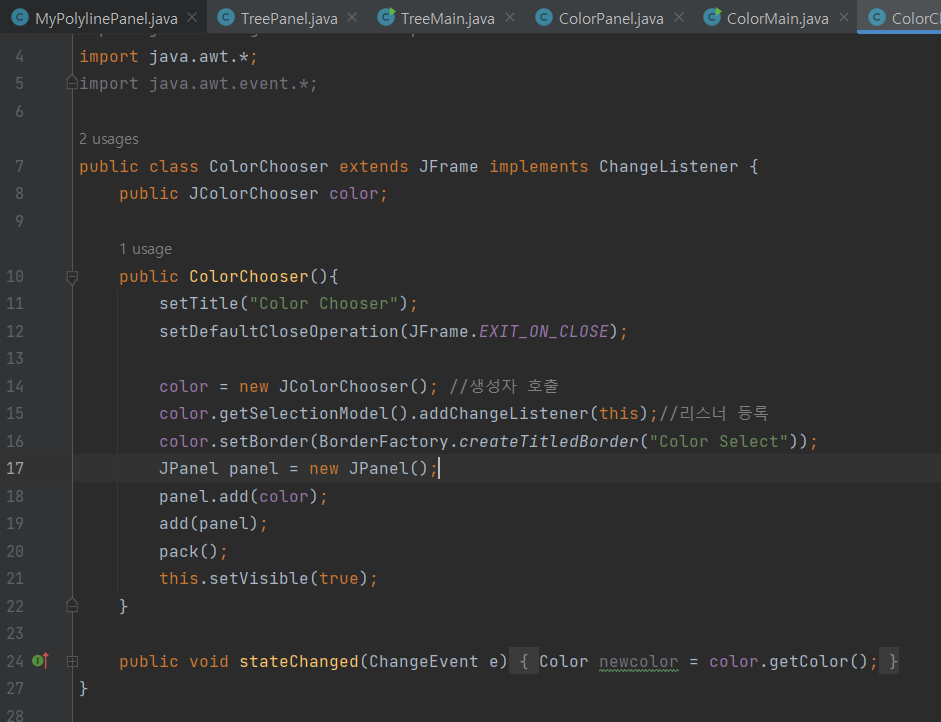 MyPolylinePanel.java TreePanel.java TreeMain.java ColorPanel.java ColorMain.java
4 import java.awt.*;
5 import java.awt.event.*;
6
2 usages
7 public class ColorChooser extends JFrame implements ChangeListener {
8 public JColorChooser color;
9
1 usage
10 public ColorChooser(){
11 setTitle("Color Chooser");
12 setDefaultCloseOperation(JFrame.EXIT_ON_CLOSE);
13
14 color = new JColorChooser(); //생성자 호출
15 color.getSelectionModel().addChangeListener(this);//리스너 등록
16 color.setBorder(BorderFactory.createTitledBorder("Color Select"));
17 JPanel panel = new JPanel();
18 panel.add(color);
19 add(panel);
20 pack();
21 this.setVisible(true);
22 }
23
24 public void stateChanged(ChangeEvent e) { Color newcolor = color.getColor(); }
27 }
28